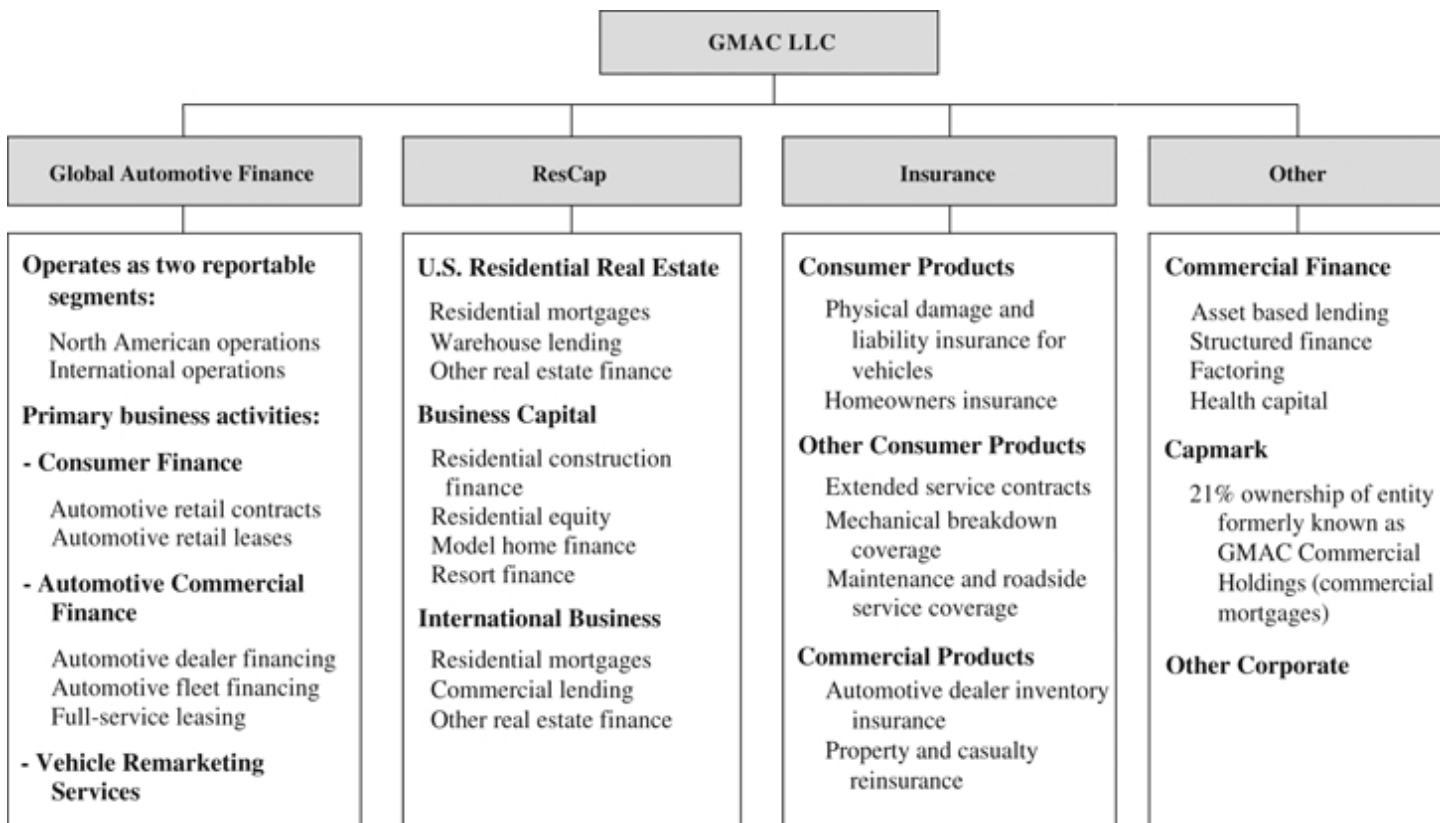 GMAC LLC
Global Automotive Finance
Operates as two reportable
segments:
North American operations
International operations
Primary business activities:
- Consumer Finance
Automotive retail contracts
Automotive retail leases
- Automotive Commercial
Finance
Automotive dealer financing
Automotive fleet financing
Full-service leasing
- Vehicle Remarketing
Services
ResCap
U.S. Residential Real Estate
Residential mortgages
Warehouse lending
Other real estate finance
Business Capital
Residential construction
finance
Residential equity
Model home finance
Resort finance
International Business
Residential mortgages
Commercial lending
Other real estate finance
Insurance
Consumer Products
Physical damage and
liability insurance for
vehicles
Homeowners insurance
Other Consumer Products
Extended service contracts
Mechanical breakdown
coverage
Maintenance and roadside
service coverage
Commercial Products
Automotive dealer inventory
insurance
Property and casualty
reinsurance
Other
Commercial Finance
Asset based lending
Structured finance
Factoring
Health capital
Capmark
21% ownership of entity
formerly known as
GMAC Commercial
Holdings (commercial
mortgages)
Other Corporate